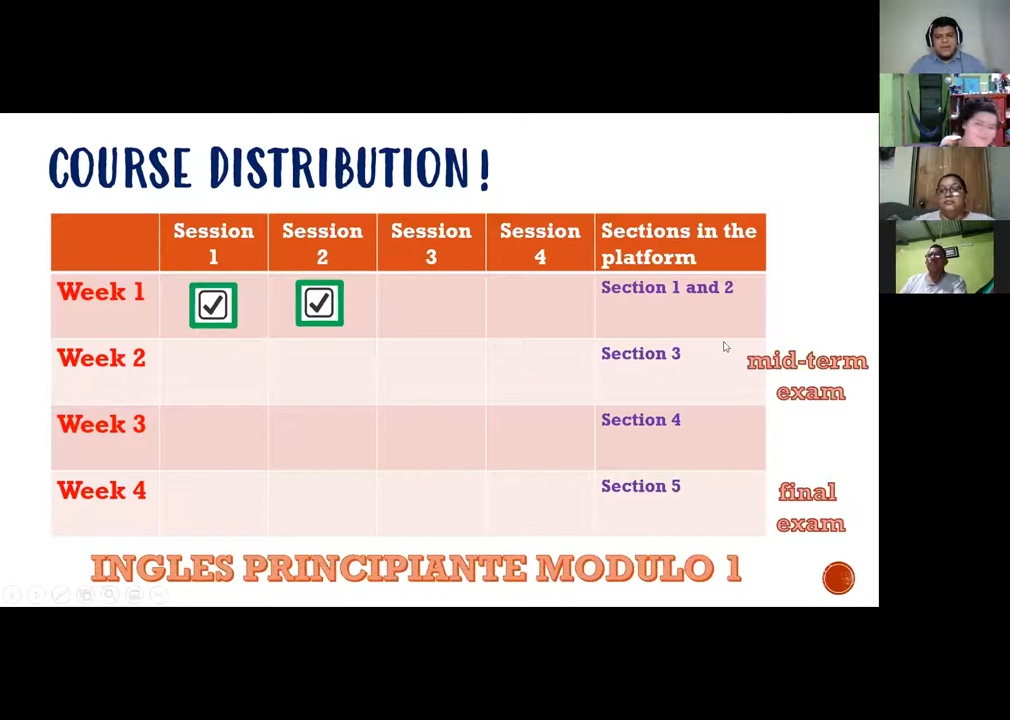 COURSE DISTRIBUTION!
Session 1
Session 2
Session 3
Session 4
Sections in the platform
Week 1
Section 1 and 2
Week 2
Section 3
mid-term exam
Week 3
Section 4
Week 4
Section 5
final exam
INGLES PRINCIPIANTE MODULO 1